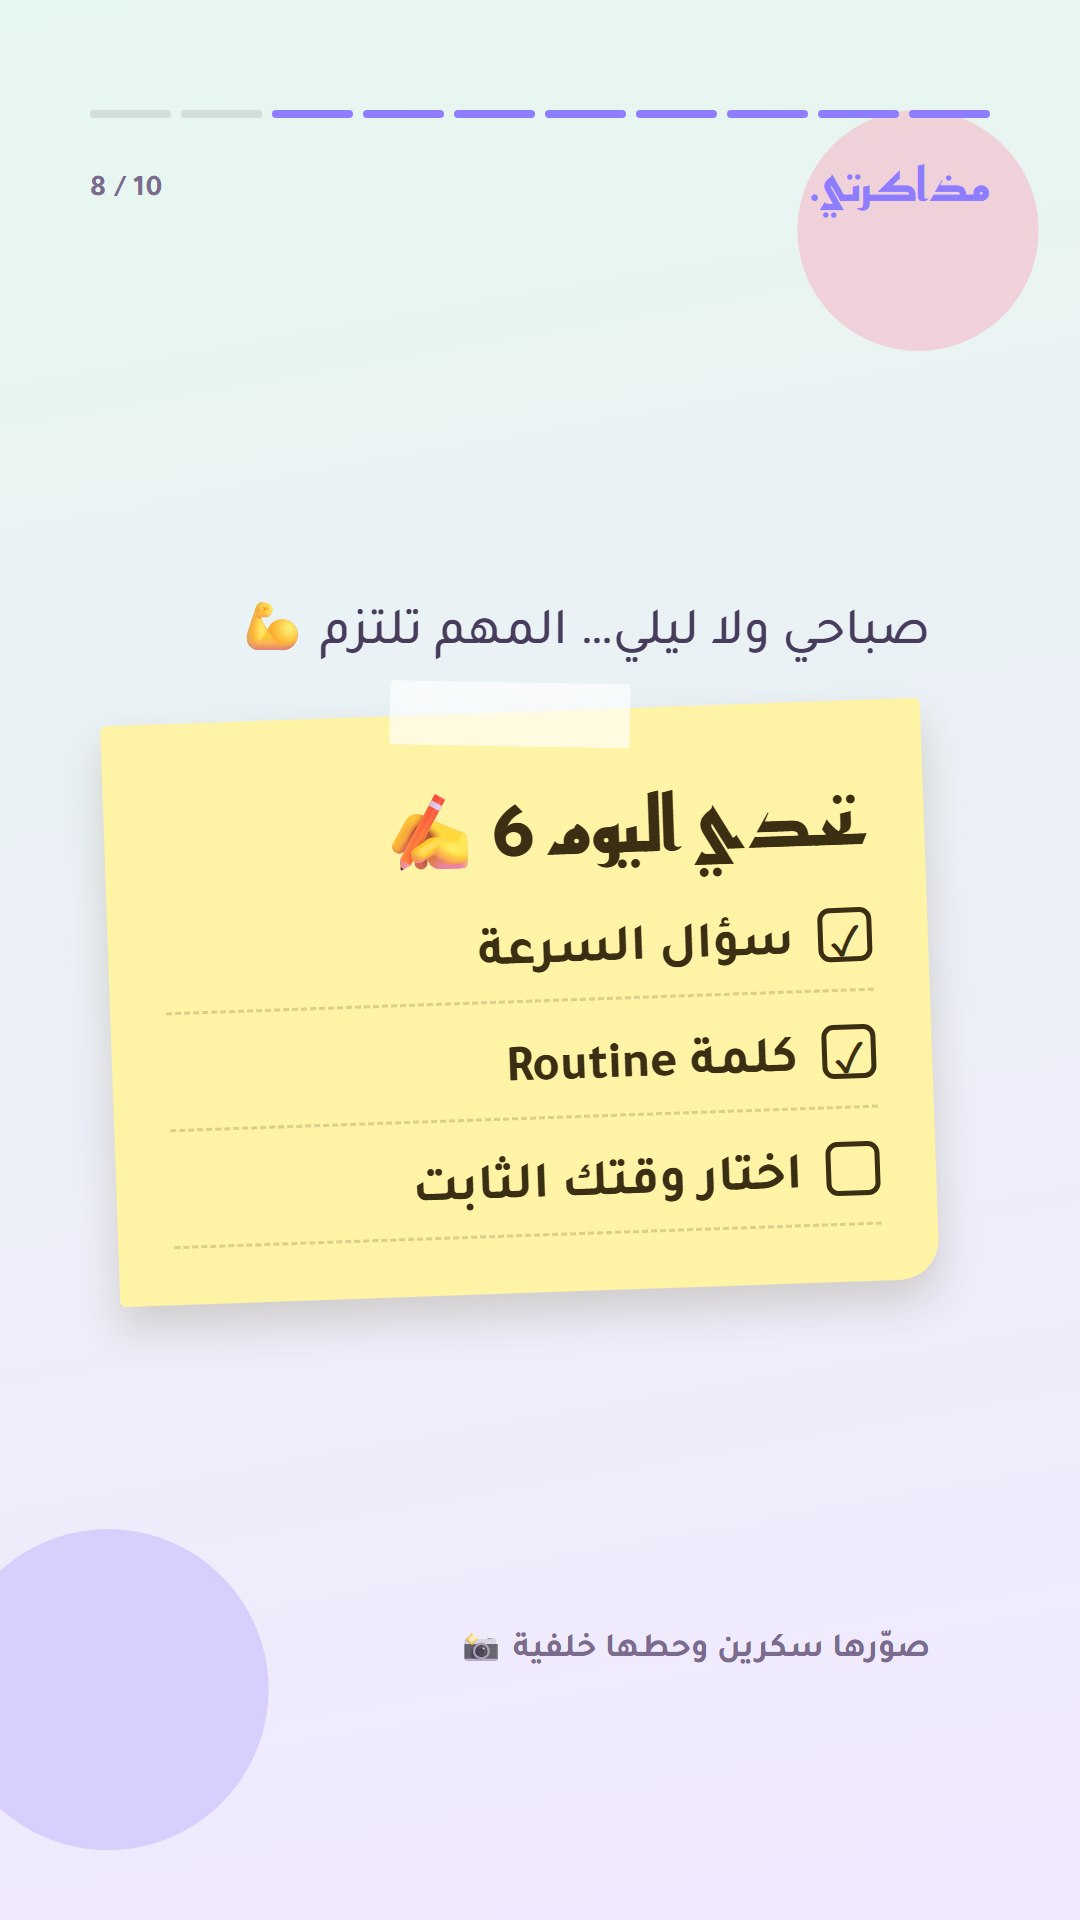 مذاكرتي.
8 / 10
صباحي ولا ليلي... المهم تلتزم 💪
تحدي اليوم 6 ✍️
سؤال السرعة
كلمة Routine
اختار وقتك الثابت
صوّرها سكرين وحطها خلفية 📸